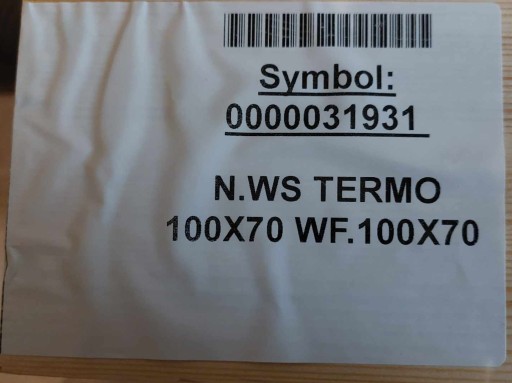 Symbol:
0000031931
N.WS TERMO
100X70 WF.100X70